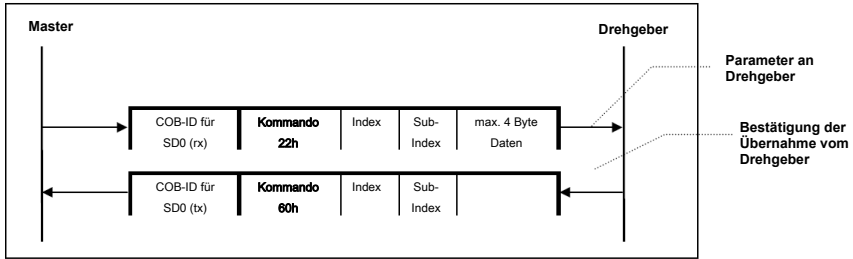 Master
Drehgeber
Parameter an
Drehgeber
COB-ID für
SD0 (rx)
Kommando
22h
Index
Sub-
Index
max. 4 Byte
Daten
Bestätigung der
Übernahme vom
Drehgeber
COB-ID für
SD0 (tx)
Kommando
60h
Index
Sub-
Index